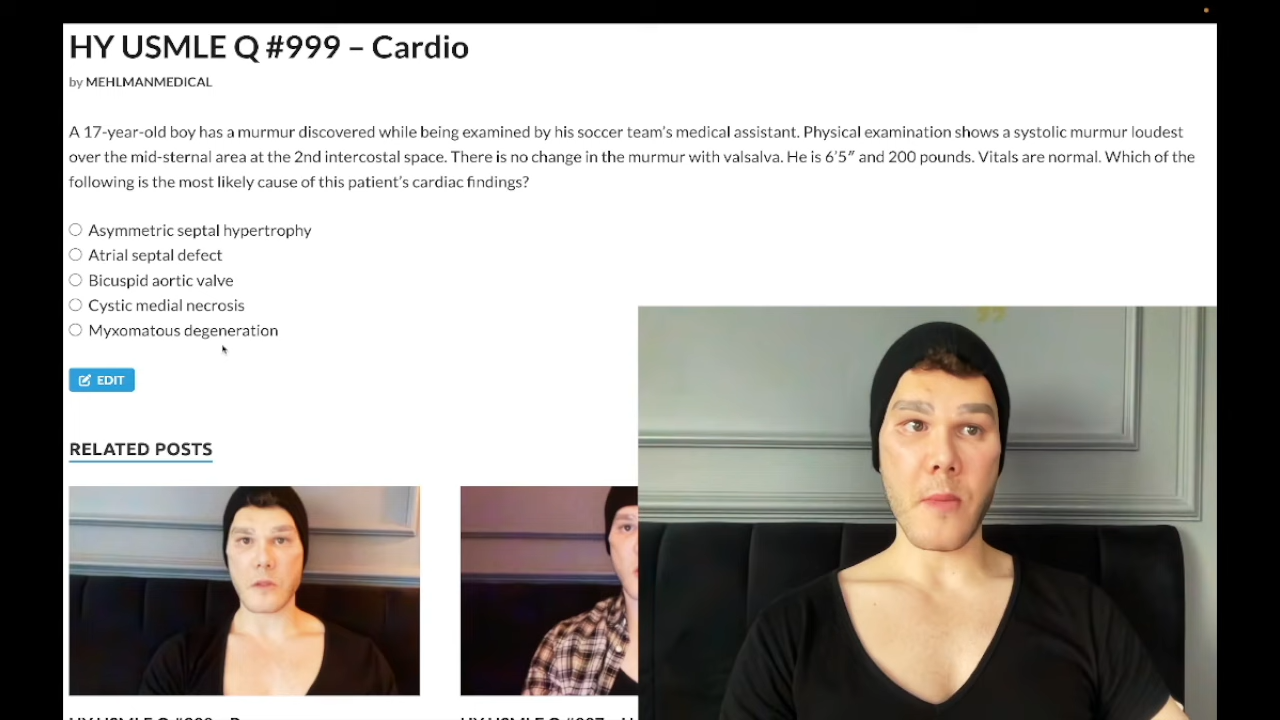 HY USMLE Q #999 – Cardio
by MEHLMANMEDICAL
A 17-year-old boy has a murmur discovered while being examined by his soccer team's medical assistant. Physical examination shows a systolic murmur loudest
over the mid-sternal area at the 2nd intercostal space. There is no change in the murmur with valsalva. He is 6'5″ and 200 pounds. Vitals are normal. Which of the
following is the most likely cause of this patient's cardiac findings?
Asymmetric septal hypertrophy
Atrial septal defect
Bicuspid aortic valve
Cystic medial necrosis
Myxomatous degeneration
EDIT
RELATED POSTS